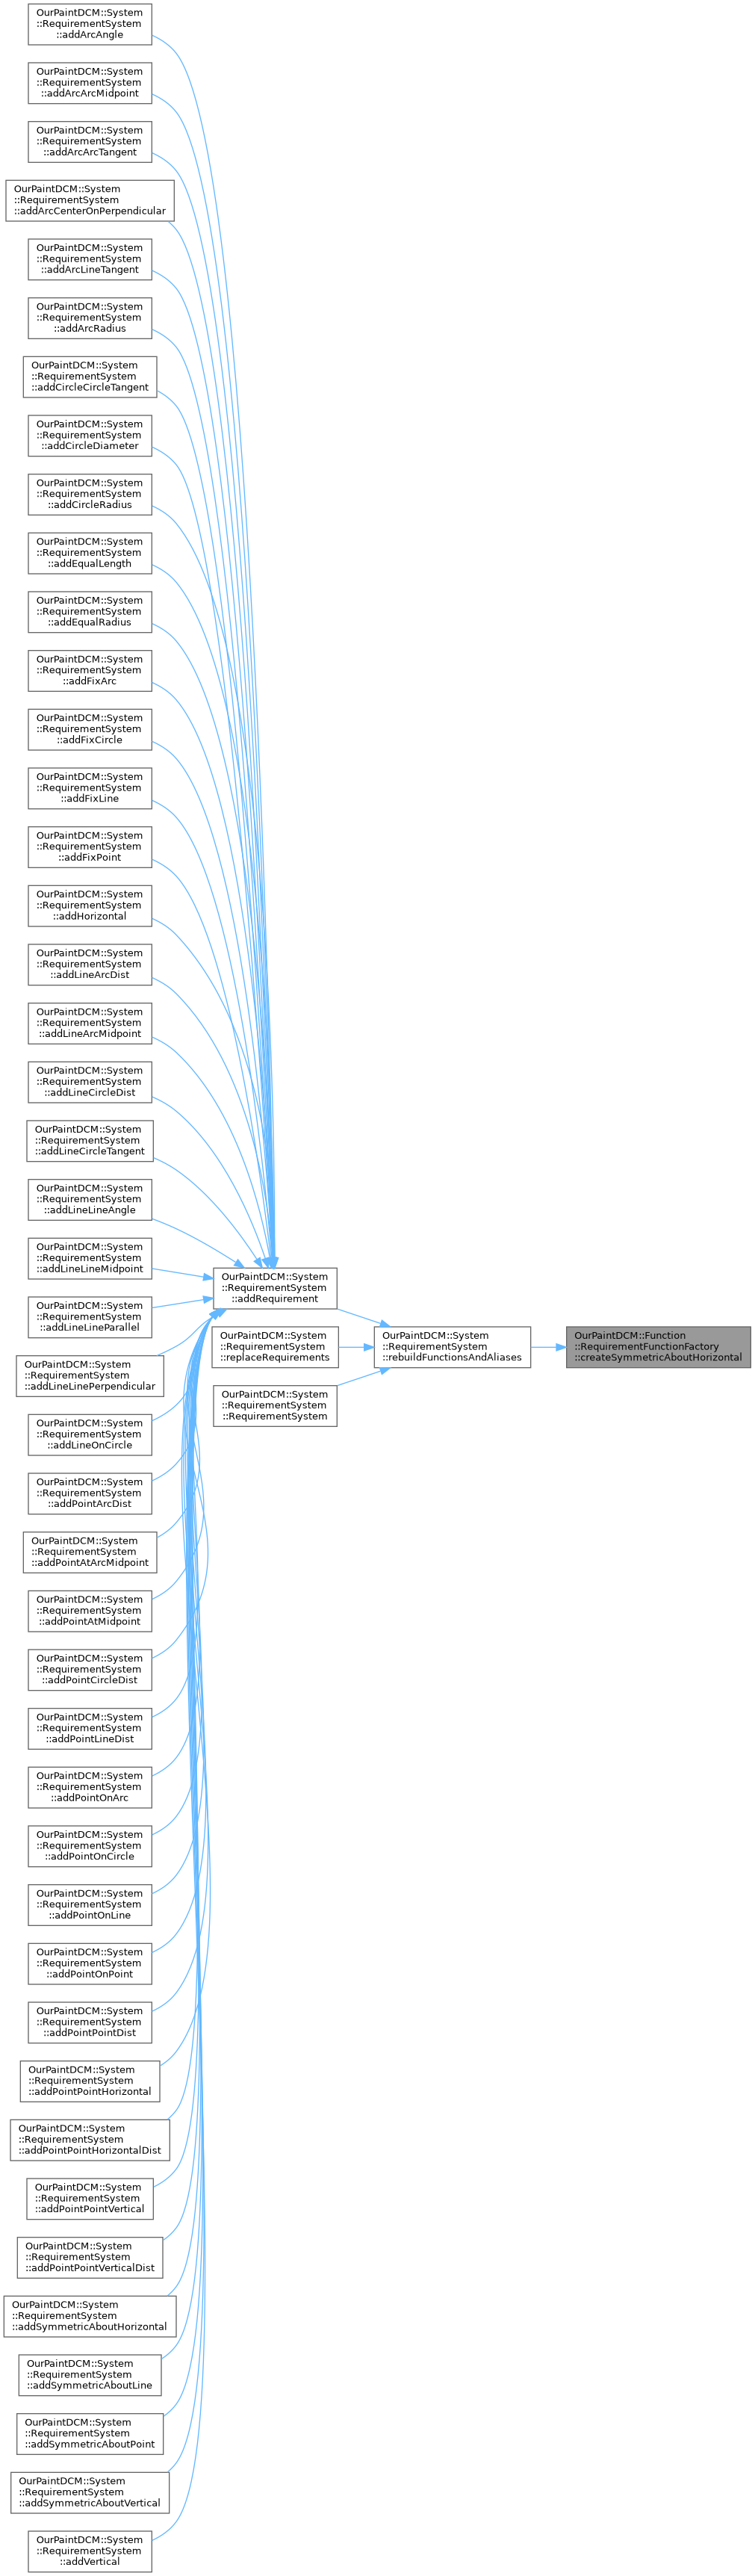 OurPaintDCM::System
::RequirementSystem
::addArcAngle
OurPaintDCM::System
::RequirementSystem
::addArcArcMidpoint
OurPaintDCM::System
::RequirementSystem
::addArcArcTangent
OurPaintDCM::System
::RequirementSystem
::addArcCenterOnPerpendicular
OurPaintDCM::System
::RequirementSystem
::addArcLineTangent
OurPaintDCM::System
::RequirementSystem
::addArcRadius
OurPaintDCM::System
::RequirementSystem
::addCircleCircleTangent
OurPaintDCM::System
::RequirementSystem
::addCircleDiameter
OurPaintDCM::System
::RequirementSystem
::addCircleRadius
OurPaintDCM::System
::RequirementSystem
::addEqualLength
OurPaintDCM::System
::RequirementSystem
::addEqualRadius
OurPaintDCM::System
::RequirementSystem
::addFixArc
OurPaintDCM::System
::RequirementSystem
::addFixCircle
OurPaintDCM::System
::RequirementSystem
::addFixLine
OurPaintDCM::System
::RequirementSystem
::addFixPoint
OurPaintDCM::System
::RequirementSystem
::addHorizontal
OurPaintDCM::System
::RequirementSystem
::addLineArcDist
OurPaintDCM::System
::RequirementSystem
::addLineArcMidpoint
OurPaintDCM::System
::RequirementSystem
::addLineCircleDist
OurPaintDCM::System
::RequirementSystem
::addLineCircleTangent
OurPaintDCM::System
::RequirementSystem
::addLineLineAngle
OurPaintDCM::System
::RequirementSystem
::addLineLineMidpoint
OurPaintDCM::System
::RequirementSystem
::addLineLineParallel
OurPaintDCM::System
::RequirementSystem
::addLineLinePerpendicular
OurPaintDCM::System
::RequirementSystem
::addLineOnCircle
OurPaintDCM::System
::RequirementSystem
::addPointArcDist
OurPaintDCM::System
::RequirementSystem
::addPointAtArcMidpoint
OurPaintDCM::System
::RequirementSystem
::addPointAtMidpoint
OurPaintDCM::System
::RequirementSystem
::addPointCircleDist
OurPaintDCM::System
::RequirementSystem
::addPointLineDist
OurPaintDCM::System
::RequirementSystem
::addPointOnArc
OurPaintDCM::System
::RequirementSystem
::addPointOnCircle
OurPaintDCM::System
::RequirementSystem
::addPointOnLine
OurPaintDCM::System
::RequirementSystem
::addPointOnPoint
OurPaintDCM::System
::RequirementSystem
::addPointPointDist
OurPaintDCM::System
::RequirementSystem
::addPointPointHorizontal
OurPaintDCM::System
::RequirementSystem
::addPointPointHorizontalDist
OurPaintDCM::System
::RequirementSystem
::addPointPointVertical
OurPaintDCM::System
::RequirementSystem
::addPointPointVerticalDist
OurPaintDCM::System
::RequirementSystem
::addSymmetricAboutHorizontal
OurPaintDCM::System
::RequirementSystem
::addSymmetricAboutLine
OurPaintDCM::System
::RequirementSystem
::addSymmetricAboutPoint
OurPaintDCM::System
::RequirementSystem
::addSymmetricAboutVertical
OurPaintDCM::System
::RequirementSystem
::addVertical
OurPaintDCM::System
::RequirementSystem
::addRequirement
OurPaintDCM::System
::RequirementSystem
::replaceRequirements
OurPaintDCM::System
::RequirementSystem
::RequirementSystem
OurPaintDCM::System
::RequirementSystem
::rebuildFunctionsAndAliases
OurPaintDCM::Function
::RequirementFunctionFactory
::createSymmetricAboutHorizontal